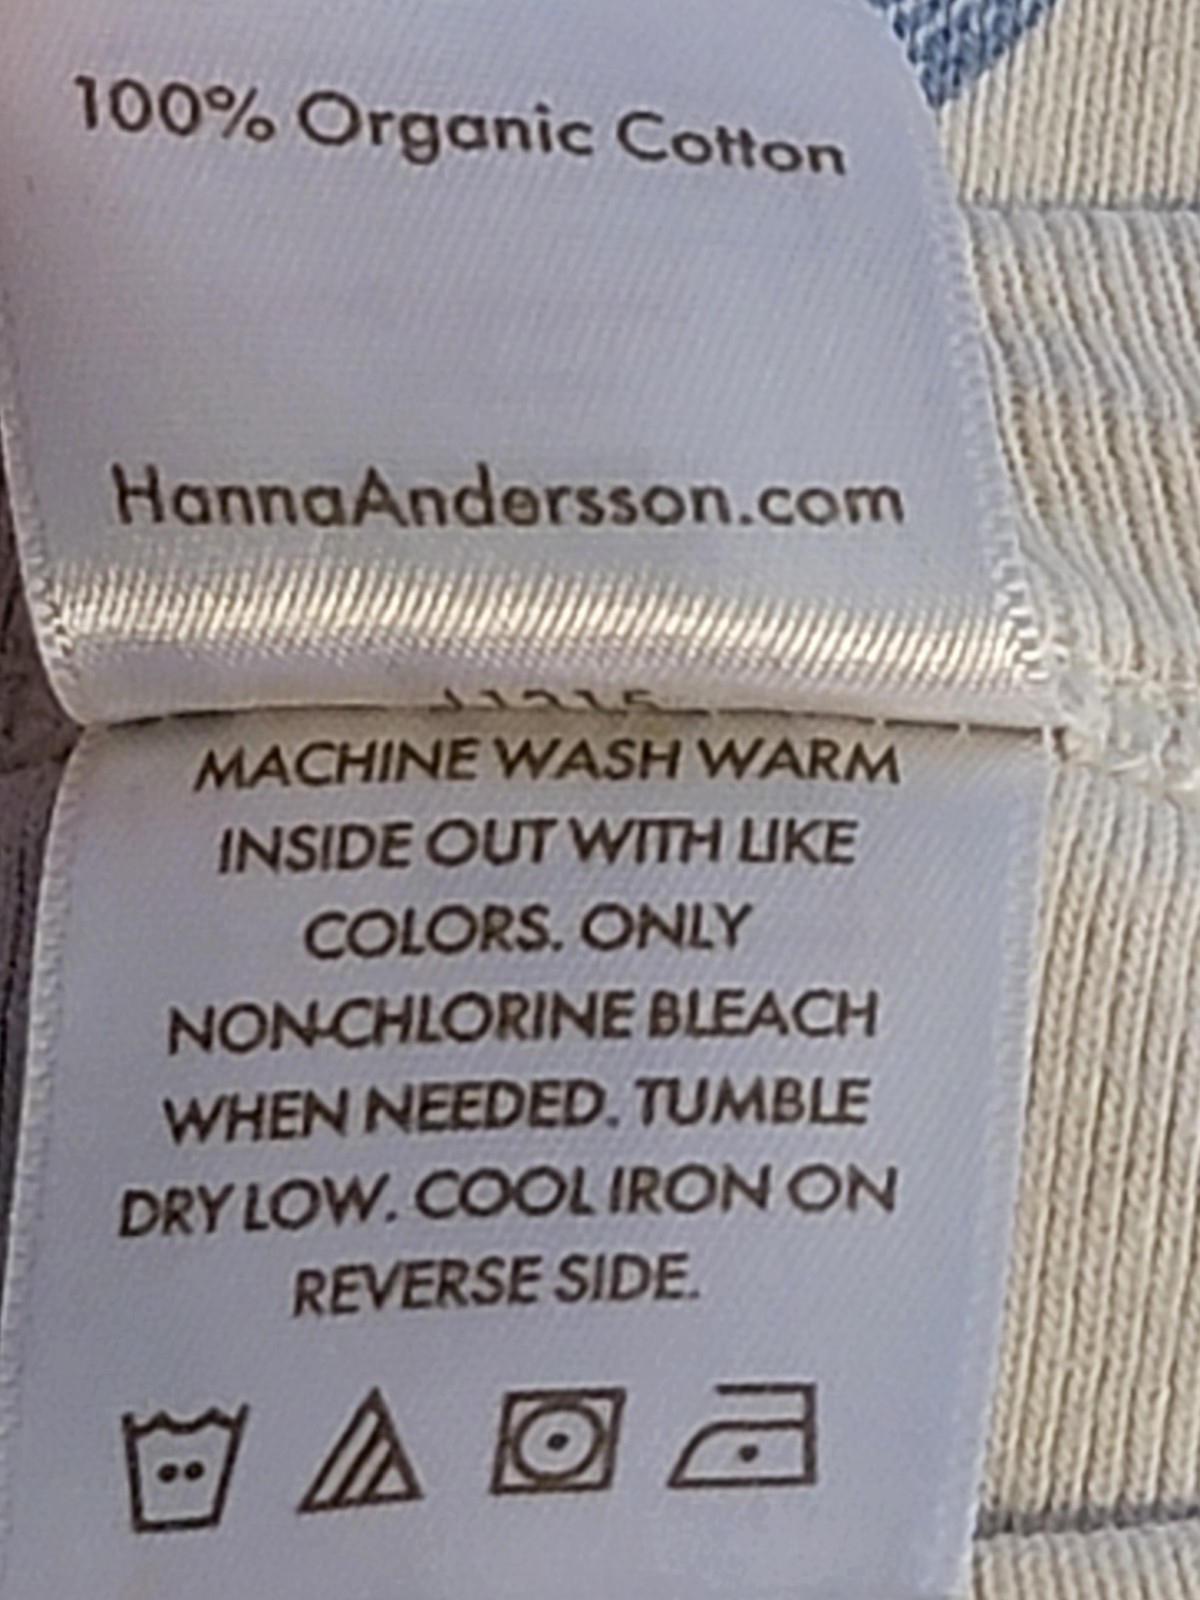 100% Organic Cotton
HannaAndersson.com
MACHINE WASH WARM
INSIDE OUT WITH LIKE
COLORS. ONLY
NON-CHLORINE BLEACH
WHEN NEEDED. TUMBLE
DRY LOW. COOL IRON ON
REVERSE SIDE.